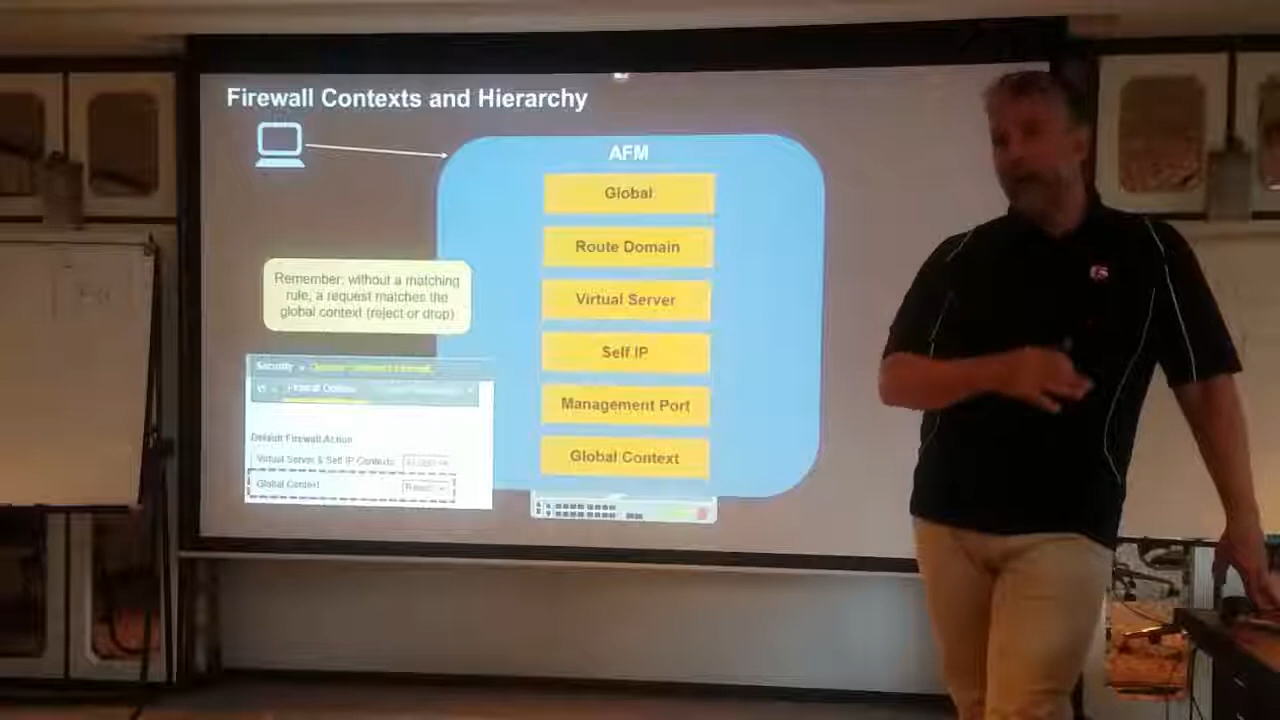 Firewall Contexts and Hierarchy
AFM
Global
Route Domain
Virtual Server
Self IP
Management Port
Global Context
Remember: without a matching
rule, a request matches the
global context (reject or drop)
Security
Firewall Options
Default Firewall Action
Virtual Server & Self IP Contexts
Global Context
Reject
f5